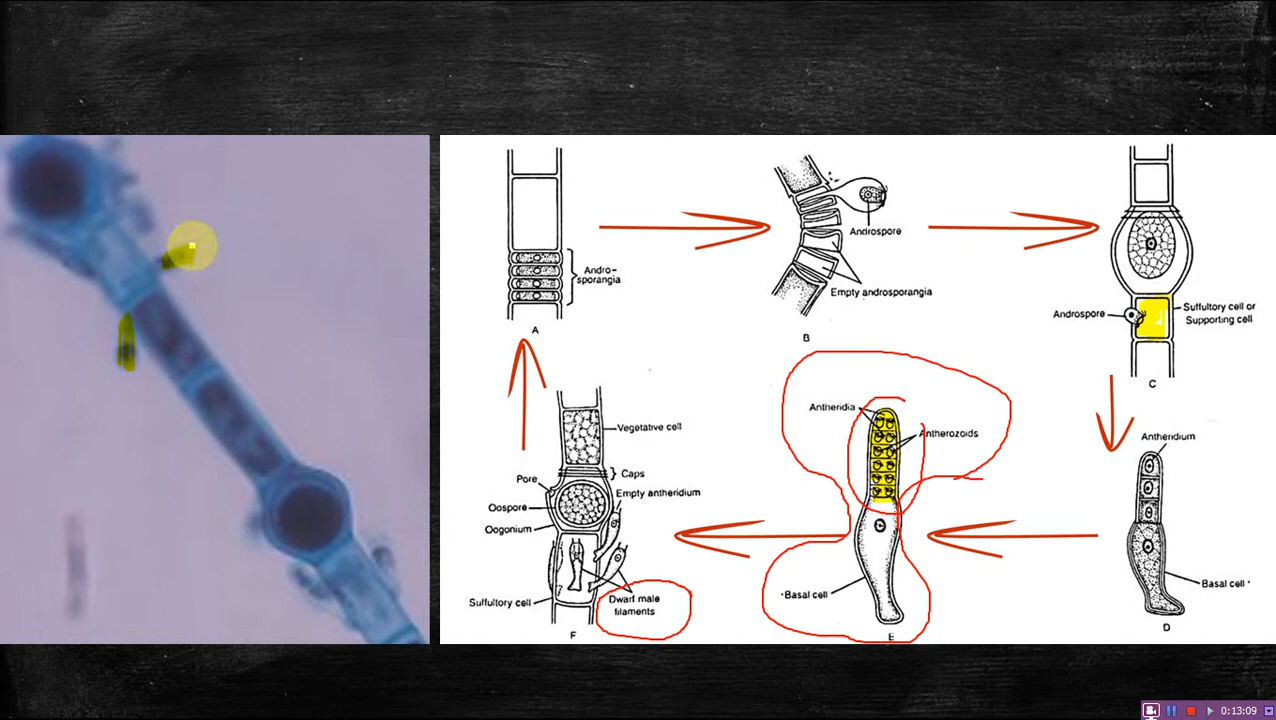 Andro-
sporangia
A
Androspore
Empty androsporangia
B
Androspore
Suffultory cell or
Supporting cell
C
Antheridium
Basal cell
D
Antheridia
Antherozoids
Basal cell
E
Vegetative cell
Caps
Pore
Empty antheridium
Oospore
Oogonium
Suffultory cell
Dwarf male
filaments
F
0:13:09